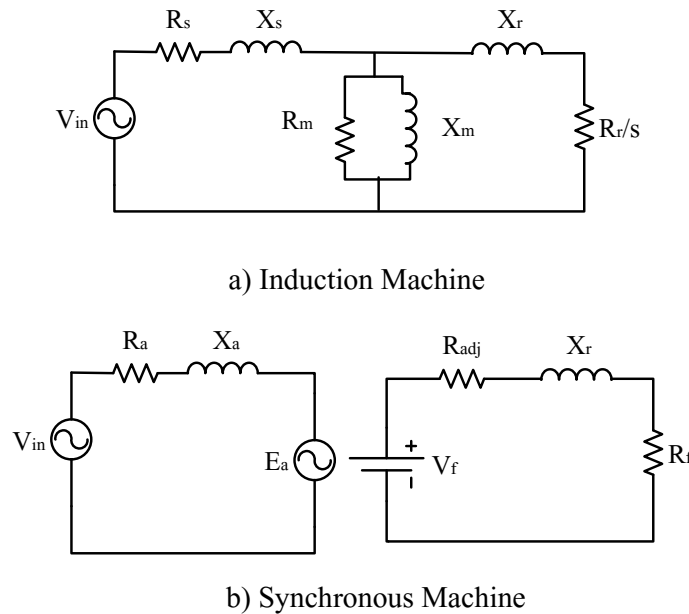 Rs
Xs
Xr
Vin
Rm
Xm
Rr/s
a) Induction Machine
Ra
Xa
Radj
Xr
Vin
Ea
+
Vf
Rf
b) Synchronous Machine